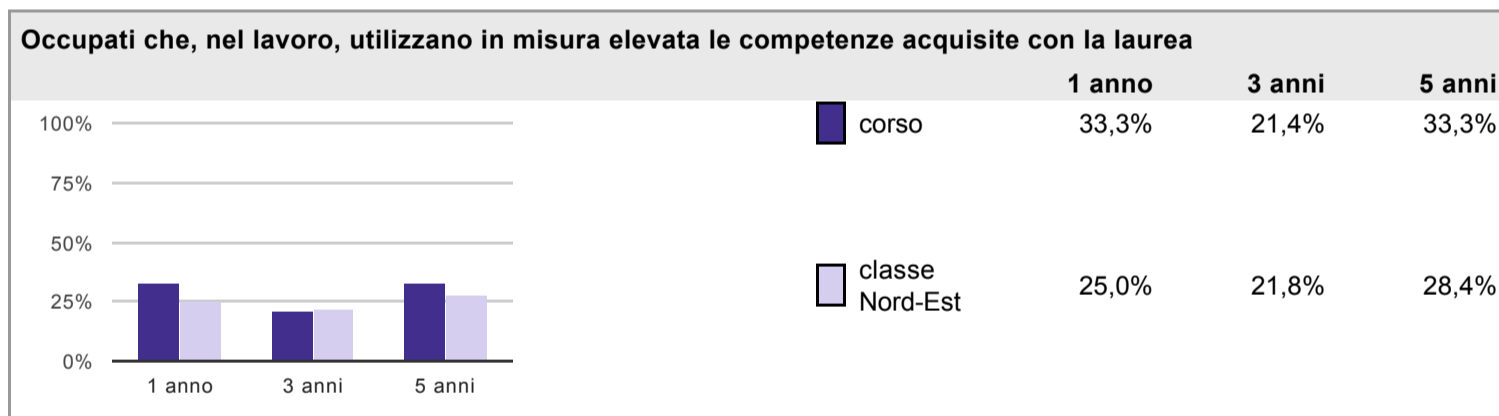 Occupati che, nel lavoro, utilizzano in misura elevata le competenze acquisite con la laurea
1 anno 3 anni 5 anni
100%
75%
50%
25%
0%
1 anno 3 anni 5 anni
corso 33,3% 21,4% 33,3%
classe
Nord-Est 25,0% 21,8% 28,4%